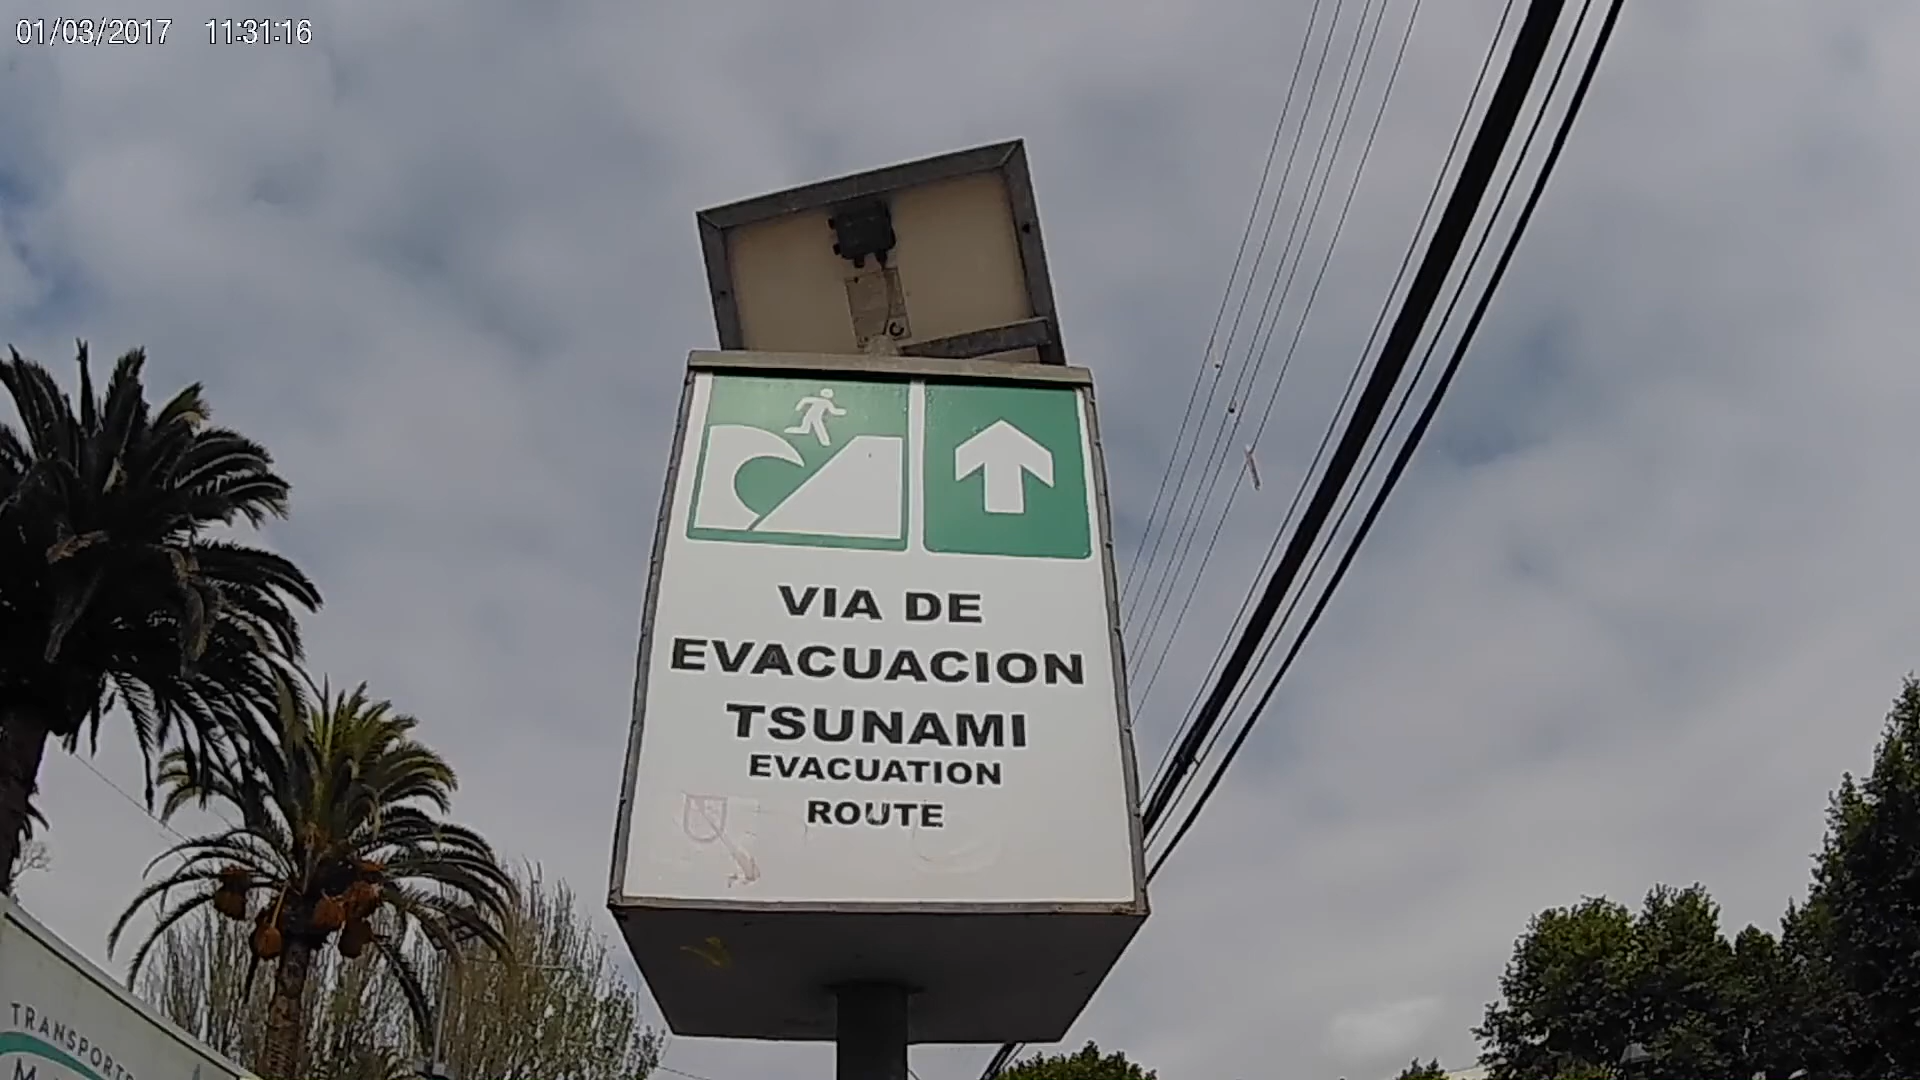 01/03/2017 11:31:16
VIA DE
EVACUACION
TSUNAMI
EVACUATION
ROUTE
TRANSPORTE